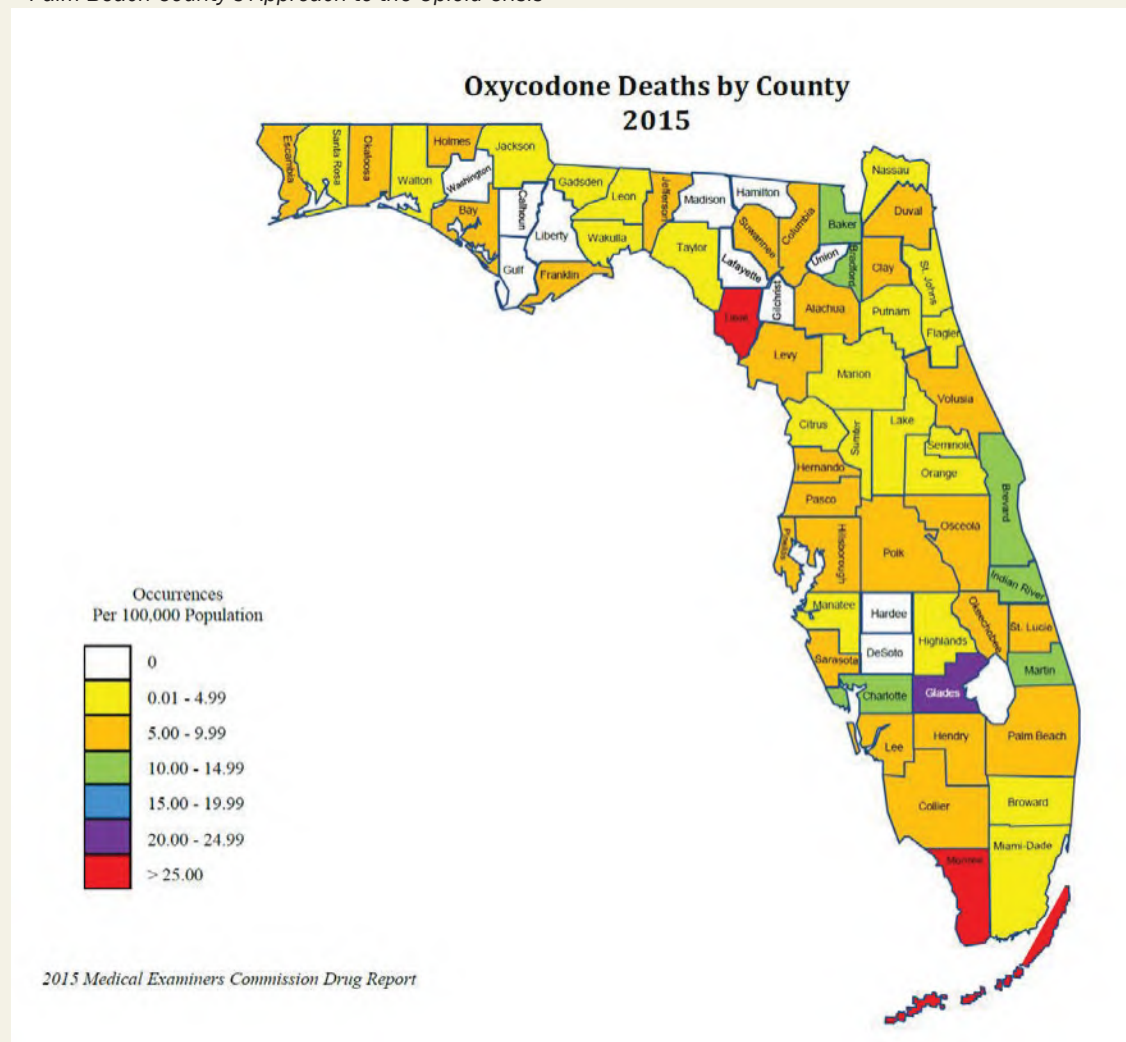 Palm Beach County's Approach to the Opioid Crisis
Oxycodone Deaths by County
2015
Escambia
Santa Rosa
Okaloosa
Walton
Holmes
Washington
Jackson
Bay
Calhoun
Gulf
Liberty
Franklin
Gadsden
Leon
Wakulla
Jefferson
Madison
Taylor
Hamilton
Suwannee
Lafayette
Columbia
Baker
Union
Bradford
Nassau
Duval
Clay
St. Johns
Gilchrist
Alachua
Putnam
Flagler
Levy
Marion
Volusia
Citrus
Sumter
Lake
Seminole
Orange
Hernando
Pasco
Brevard
Pinellas
Hillsborough
Polk
Osceola
Indian River
Manatee
Hardee
Highlands
Okeechobee
St. Lucie
Sarasota
DeSoto
Martin
Charlotte
Glades
Lee
Hendry
Palm Beach
Collier
Broward
Miami-Dade
Monroe
Occurrences
Per 100,000 Population
0
0.01 - 4.99
5.00 - 9.99
10.00 - 14.99
15.00 - 19.99
20.00 - 24.99
> 25.00
2015 Medical Examiners Commission Drug Report